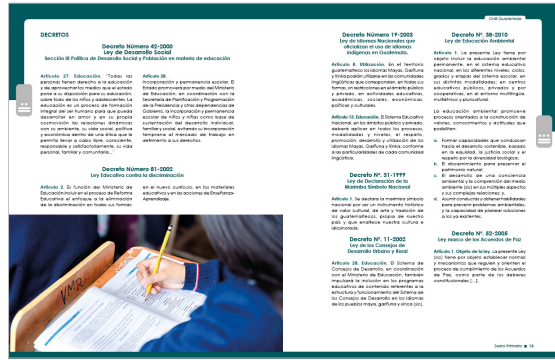 CNB Guatemala
DECRETOS
Decreto Número 42-2000
Ley de Desarrollo Social
Sección III Política de Desarrollo Social y Población en materia de educación
Artículo 27. Educación. "Todas las
personas tienen derecho a la educación
y de aprovechar los medios que el estado
pone a su disposición para su educación,
sobre todo de los niños y adolescentes. La
educación es un proceso de formación
integral del ser humano para que pueda
desarrollar en amor y en su propia
cosmovisión las relaciones dinámicas
con su ambiente, su vida social, política
y económica dentro de una ética que le
permita llevar a cabo libre, consciente,
responsable y satisfactoriamente, su vida
personal, familiar y comunitaria..."
Artículo 28.
Incorporación y permanencia escolar. El
Estado promoverá por medio del Ministerio
de Educación, en coordinación con la
Secretaría de Planificación y Programación
de la Presidencia y otras dependencias de
gobierno, la incorporación y permanencia
escolar de niños y niñas como base de
sustentación del desarrollo individual,
familiar y social, evitando su incorporación
temprana al mercado de trabajo en
detrimento a sus derechos.
Decreto Número 81-2002
Ley Educativa contra la discriminación
Artículo 2. Es función del Ministerio de
Educación incluir en el proceso de Reforma
Educativa el enfoque a la eliminación
de la discriminación en todas sus formas:
en el nuevo currículo, en los materiales
educativos y en las acciones de Enseñanza-
Aprendizaje.
VMR
Decreto Número 19-2003
Ley de Idiomas Nacionales que
oficializan el uso de idiomas
indígenas en Guatemala.
Artículo 8. Utilización. En el territorio
guatemalteco los idiomas Mayas, Garífuna
y Xinka podrán utilizarse en las comunidades
lingüísticas que correspondan, en todas sus
formas, sin restricciones en el ámbito público
y privado, en actividades educativas,
académicas, sociales, económicas,
políticas y culturales.
Artículo 13. Educación. El Sistema Educativo
Nacional, en los ámbitos público y privado,
deberá aplicar en todos los procesos,
modalidades y niveles, el respeto,
promoción, desarrollo y utilización de los
idiomas Mayas, Garífuna y Xinka, conforme
a las particularidades de cada comunidad
lingüística.
Decreto Nº. 31-1999
Ley de Declaración de la
Marimba Símbolo Nacional
Artículo 1. Se declara la marimba símbolo
nacional por ser un instrumento histórico
de valor cultural, de arte y tradición de
los guatemaltecos, propia de nuestro
país y que enaltece nuestra cultura e
idiosincrasia.
Decreto Nº. 11-2002
Ley de Consejos de
Desarrollo Urbano y Rural
Artículo 28. Educación. El Sistema de
Consejos de Desarrollo, en coordinación
con el Ministerio de Educación, también
impulsará la inclusión en los programas
educativos de contenido referentes a la
estructura y funcionamiento del Sistema de
los Consejos de Desarrollo en los idiomas
de los pueblos maya, garífuna y xinca (sic).
Decreto Nº. 38-2010
Ley de Educación Ambiental
Artículo 1. La presente Ley tiene por
objeto incluir la educación ambiental
permanente, en el sistema educativo
nacional, en los diferentes niveles, ciclos,
grados y etapas del sistema escolar, en
sus distintas modalidades; en centros
educativos públicos, privados y por
cooperativas, en el entorno multilingüe,
multiétnico y pluricultural.
La educación ambiental promueve
procesos orientados a la construcción de
valores, conocimientos y actitudes que
posibiliten:
a. Formar capacidades que conduzcan
hacia el desarrollo sostenible, basado
en la equidad, la justicia social y el
respeto por la diversidad biológica;
b. El discernimiento para preservar el
patrimonio natural;
c. El desarrollo de una conciencia
ambiental y la comprensión del medio
ambiente (sic) en sus múltiples aspectos
y sus complejas relaciones; y,
d. Asumir conductas y obtener habilidades
para prevenir problemas ambientales,
y la capacidad de plantear soluciones
a los ya existentes.
Decreto Nº. 52-2005
Ley marco de los Acuerdos de Paz
Artículo 1. Objeto de la ley. La presente Ley
(sic) tiene por objeto establecer normas
y mecanismos que regulen y orienten el
proceso de cumplimiento de los Acuerdos
de Paz, como parte de los deberes
constitucionales [...].
Sexto Primaria